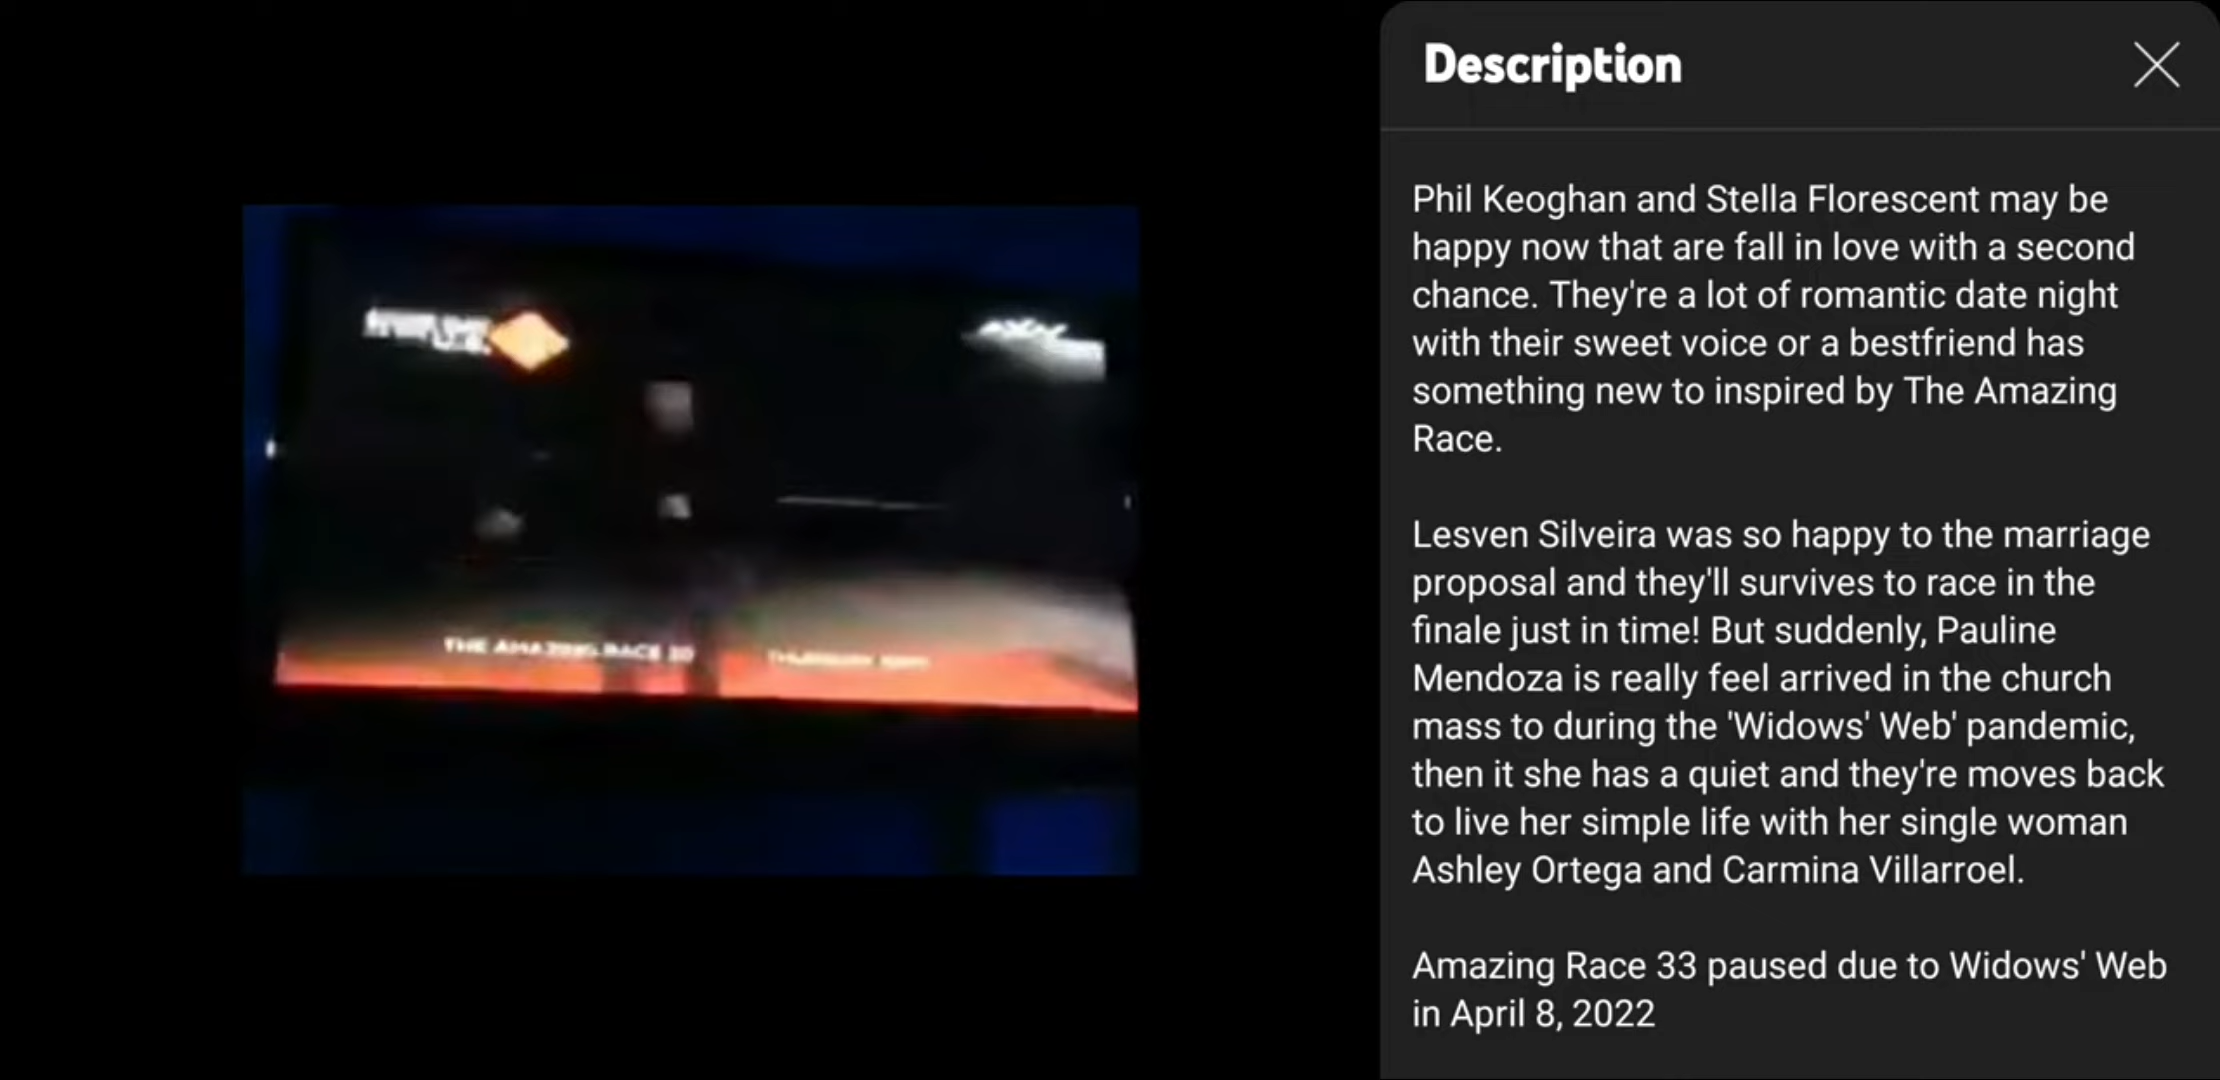 Description
Phil Keoghan and Stella Florescent may be
happy now that are fall in love with a second
chance. They're a lot of romantic date night
with their sweet voice or a bestfriend has
something new to inspired by The Amazing
Race.
Lesven Silveira was so happy to the marriage
proposal and they'll survives to race in the
finale just in time! But suddenly, Pauline
Mendoza is really feel arrived in the church
mass to during the 'Widows' Web' pandemic,
then it she has a quiet and they're moves back
to live her simple life with her single woman
Ashley Ortega and Carmina Villarroel.
Amazing Race 33 paused due to Widows' Web
in April 8, 2022
THE AMAZING RACE